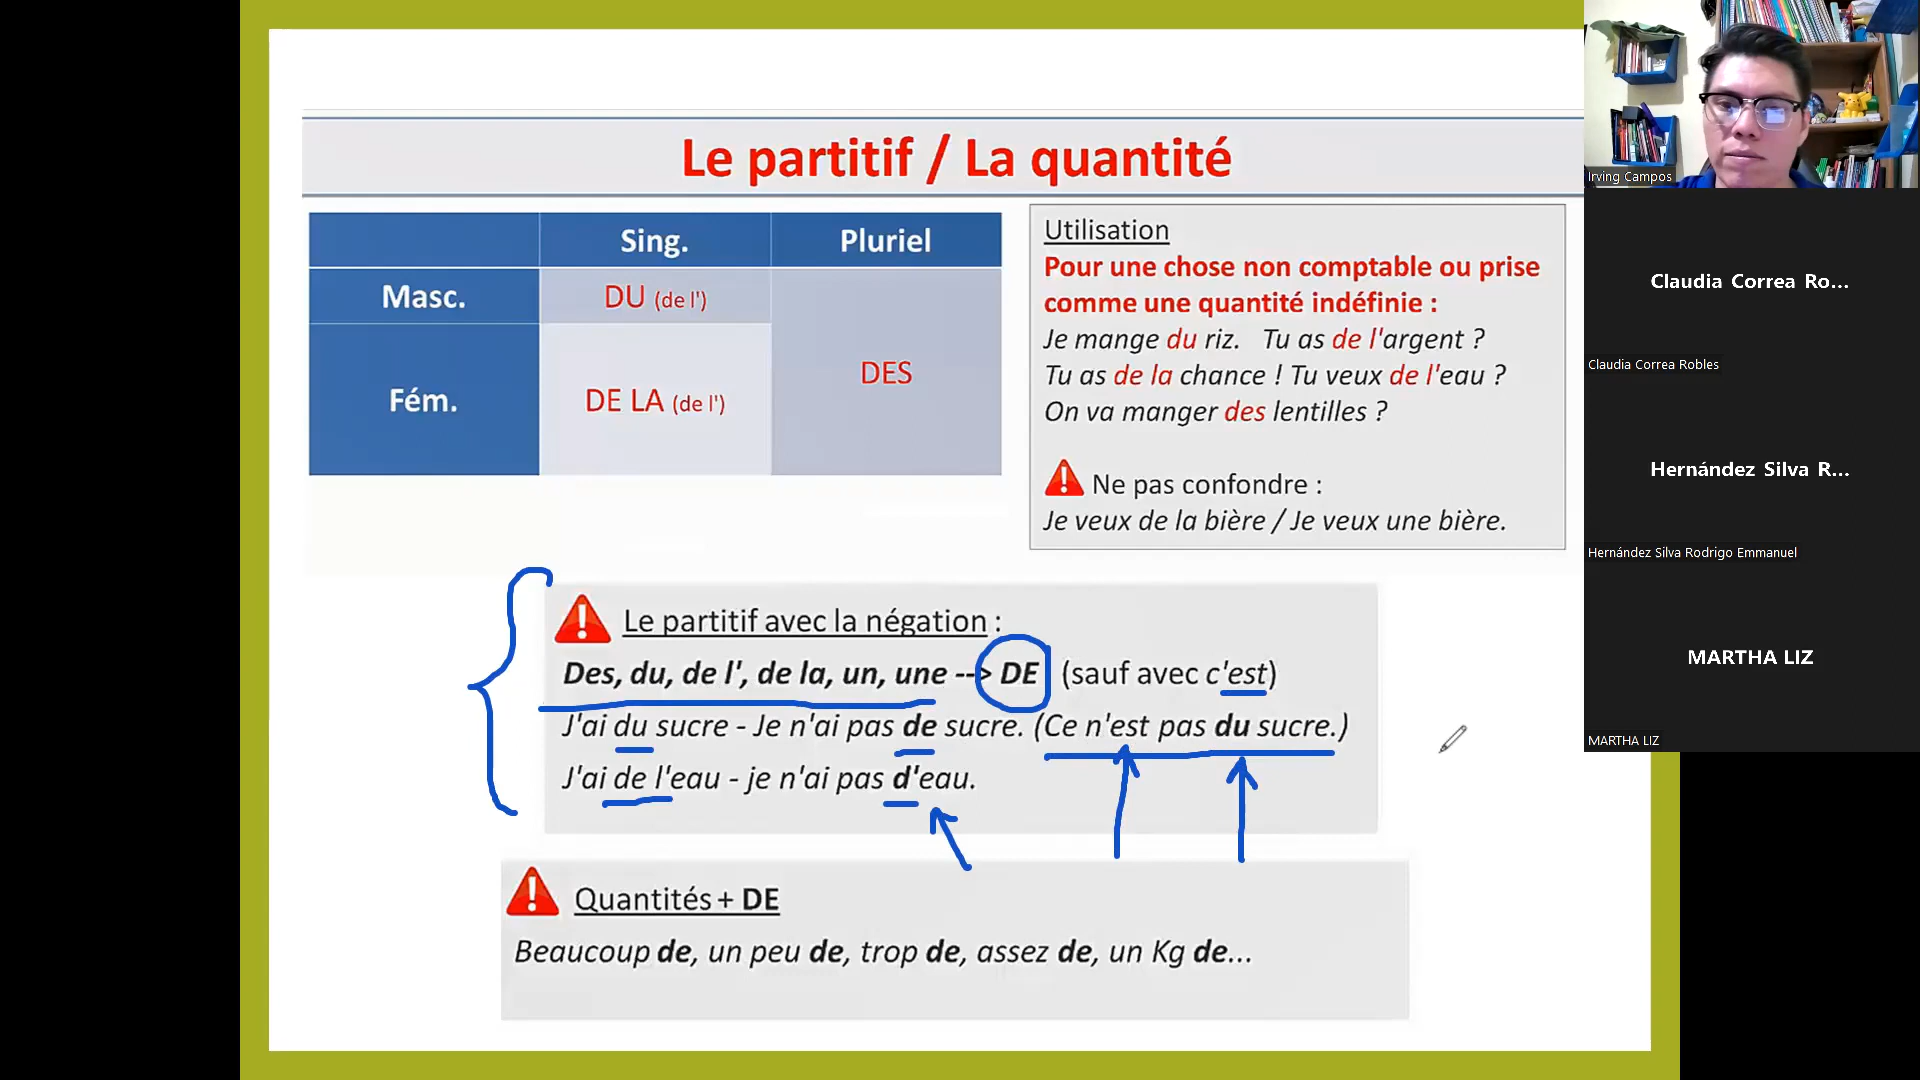 Le partitif / La quantité
Sing. Pluriel
Masc. DU (de l')
DES
Fém. DE LA (de l')
Utilisation
Pour une chose non comptable ou prise
comme une quantité indéfinie :
Je mange du riz. Tu as de l'argent ?
Tu as de la chance ! Tu veux de l'eau ?
On va manger des lentilles ?
Ne pas confondre :
Je veux de la bière / Je veux une bière.
Le partitif avec la négation :
Des, du, de l', de la, un, une --> DE (sauf avec c'est)
J'ai du sucre - Je n'ai pas de sucre. (Ce n'est pas du sucre.)
J'ai de l'eau - je n'ai pas d'eau.
Quantités + DE
Beaucoup de, un peu de, trop de, assez de, un Kg de...
Irving Campos
Claudia Correa Ro...
Claudia Correa Robles
Hernández Silva R...
Hernández Silva Rodrigo Emmanuel
MARTHA LIZ
MARTHA LIZ